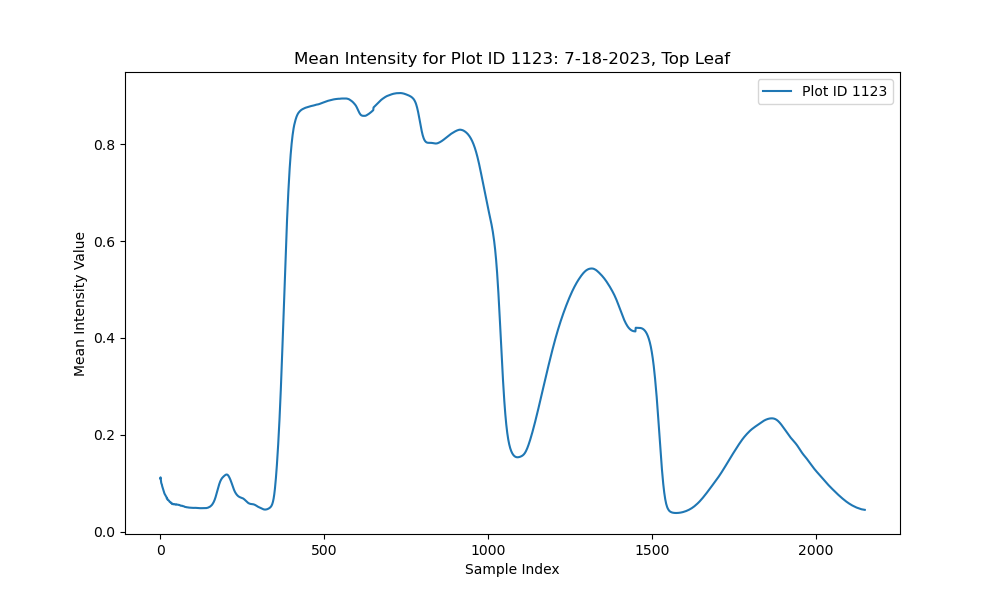 Mean Intensity for Plot ID 1123: 7-18-2023, Top Leaf
Plot ID 1123
Mean Intensity Value
0.8
0.6
0.4
0.2
0.0
0 500 1000 1500 2000
Sample Index